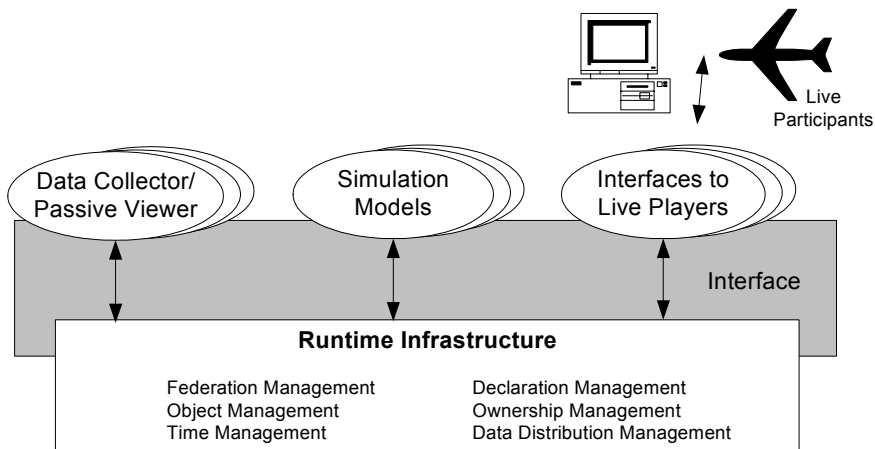 Live
Participants
Data Collector/
Passive Viewer
Simulation
Models
Interfaces to
Live Players
Interface
Runtime Infrastructure
Federation Management
Object Management
Time Management
Declaration Management
Ownership Management
Data Distribution Management